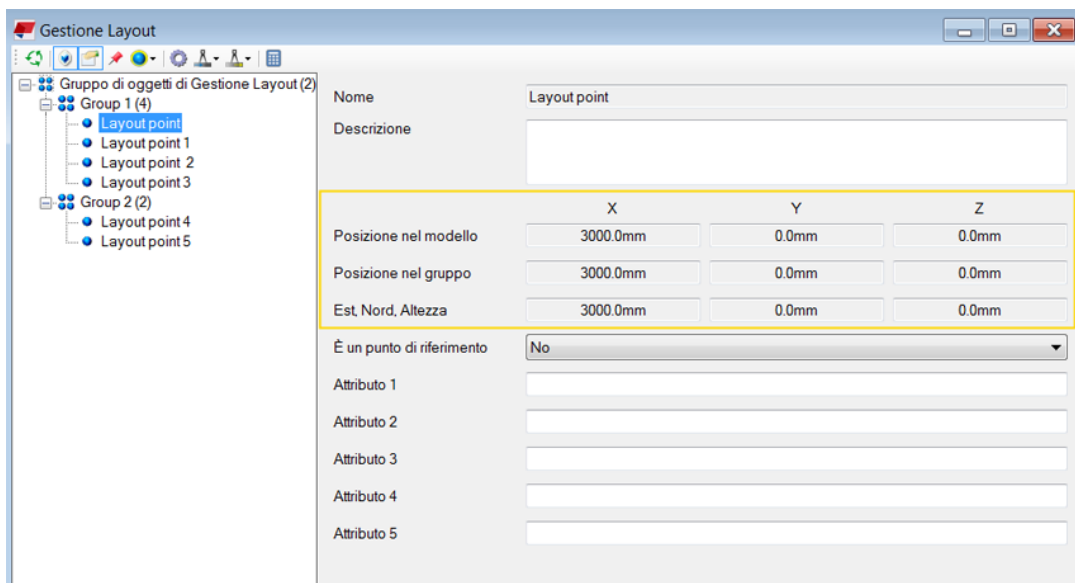 Gestione Layout
Gruppo di oggetti di Gestione Layout (2)
Group 1 (4)
Layout point
Layout point 1
Layout point 2
Layout point 3
Group 2 (2)
Layout point 4
Layout point 5
Nome Layout point
Descrizione
X Y Z
Posizione nel modello 3000.0mm 0.0mm 0.0mm
Posizione nel gruppo 3000.0mm 0.0mm 0.0mm
Est, Nord, Altezza 3000.0mm 0.0mm 0.0mm
È un punto di riferimento No
Attributo 1
Attributo 2
Attributo 3
Attributo 4
Attributo 5